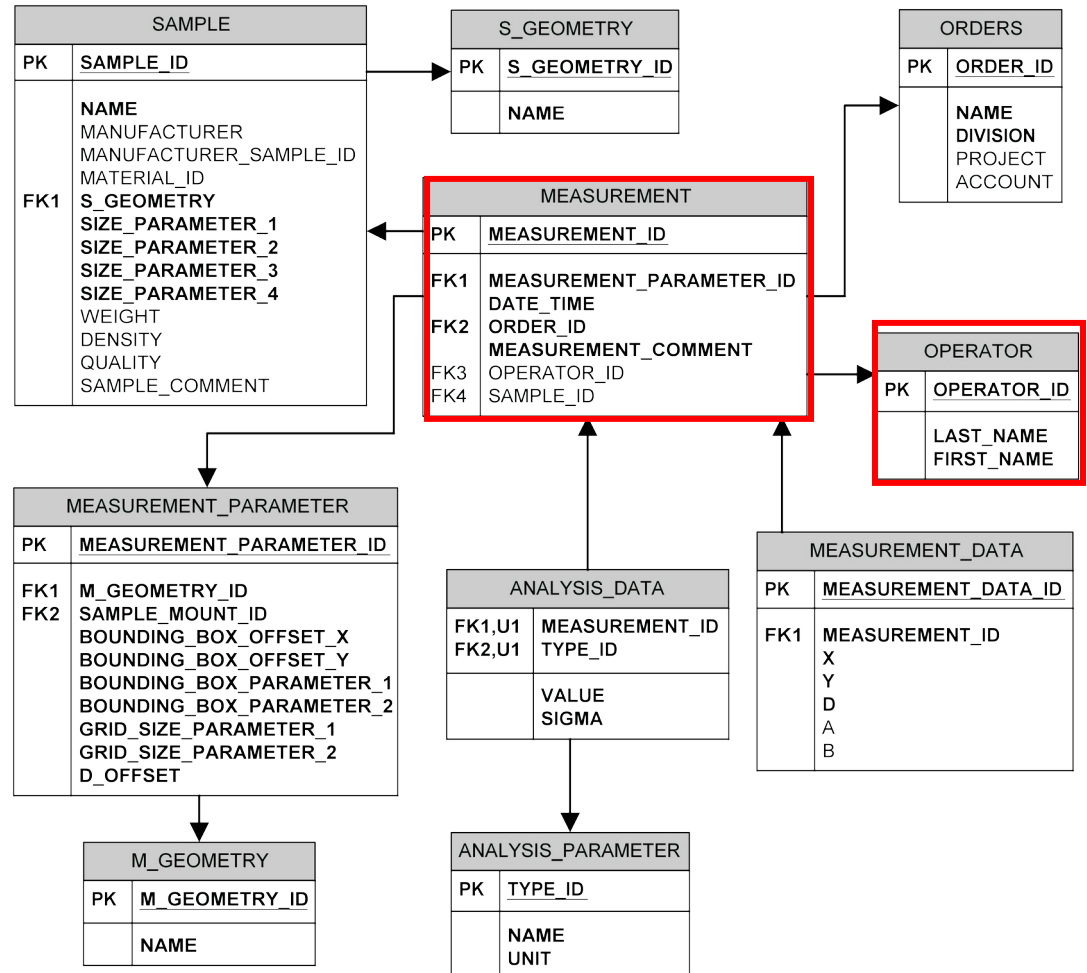 SAMPLE
PK SAMPLE_ID
NAME
MANUFACTURER
MANUFACTURER_SAMPLE_ID
MATERIAL_ID
FK1 S_GEOMETRY
SIZE_PARAMETER_1
SIZE_PARAMETER_2
SIZE_PARAMETER_3
SIZE_PARAMETER_4
WEIGHT
DENSITY
QUALITY
SAMPLE_COMMENT
S_GEOMETRY
PK S_GEOMETRY_ID
NAME
ORDERS
PK ORDER_ID
NAME
DIVISION
PROJECT
ACCOUNT
MEASUREMENT
PK MEASUREMENT_ID
FK1 MEASUREMENT_PARAMETER_ID
DATE_TIME
FK2 ORDER_ID
MEASUREMENT_COMMENT
FK3 OPERATOR_ID
FK4 SAMPLE_ID
OPERATOR
PK OPERATOR_ID
LAST_NAME
FIRST_NAME
MEASUREMENT_PARAMETER
PK MEASUREMENT_PARAMETER_ID
FK1 M_GEOMETRY_ID
FK2 SAMPLE_MOUNT_ID
BOUNDING_BOX_OFFSET_X
BOUNDING_BOX_OFFSET_Y
BOUNDING_BOX_PARAMETER_1
BOUNDING_BOX_PARAMETER_2
GRID_SIZE_PARAMETER_1
GRID_SIZE_PARAMETER_2
D_OFFSET
ANALYSIS_DATA
FK1,U1 MEASUREMENT_ID
FK2,U1 TYPE_ID
VALUE
SIGMA
MEASUREMENT_DATA
PK MEASUREMENT_DATA_ID
FK1 MEASUREMENT_ID
X
Y
D
A
B
M_GEOMETRY
PK M_GEOMETRY_ID
NAME
ANALYSIS_PARAMETER
PK TYPE_ID
NAME
UNIT